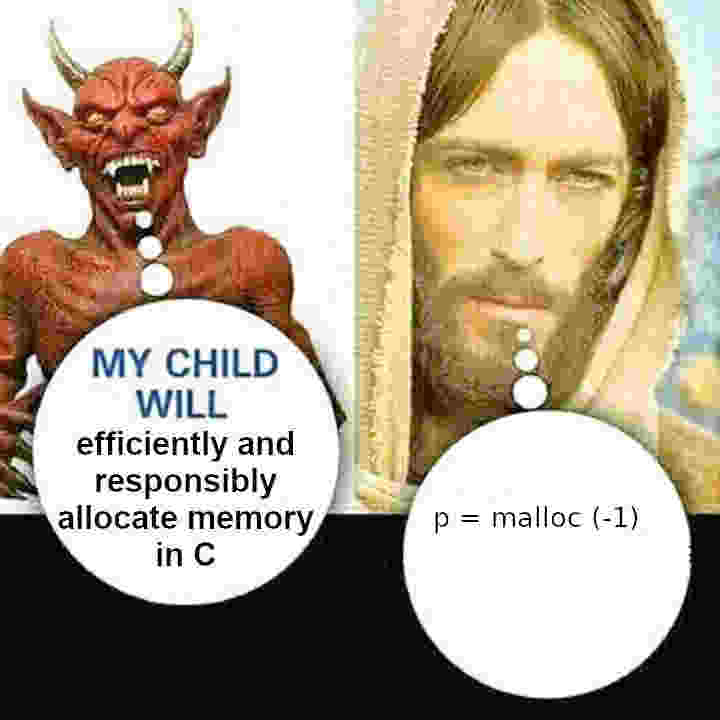 MY CHILD
WILL
efficiently and
responsibly
allocate memory
in C
p = malloc (-1)